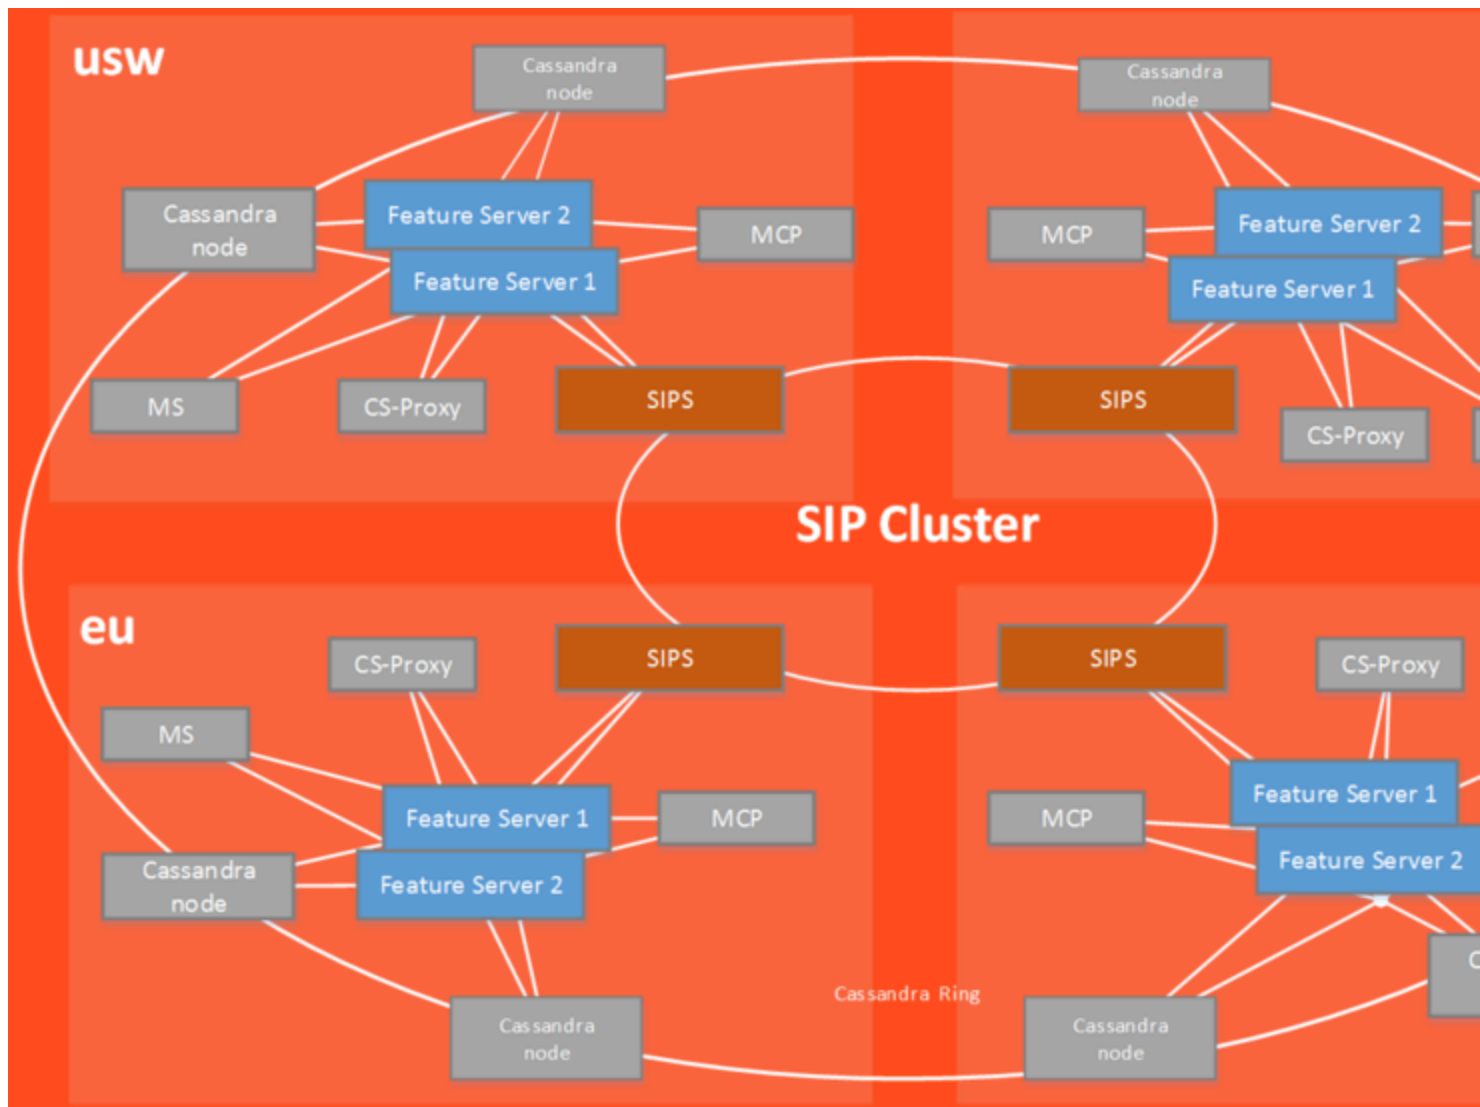 usw
Cassandra
node
Cassandra
node
Cassandra
node
Feature Server 2
MCP
Feature Server 1
MS
CS-Proxy
SIPS
MCP
Feature Server 2
Feature Server 1
SIPS
CS-Proxy
SIP Cluster
eu
CS-Proxy
SIPS
MS
Feature Server 1
MCP
Cassandra
node
Feature Server 2
Cassandra
node
SIPS
CS-Proxy
Feature Server 1
MCP
Feature Server 2
Cassandra Ring
Cassandra
node